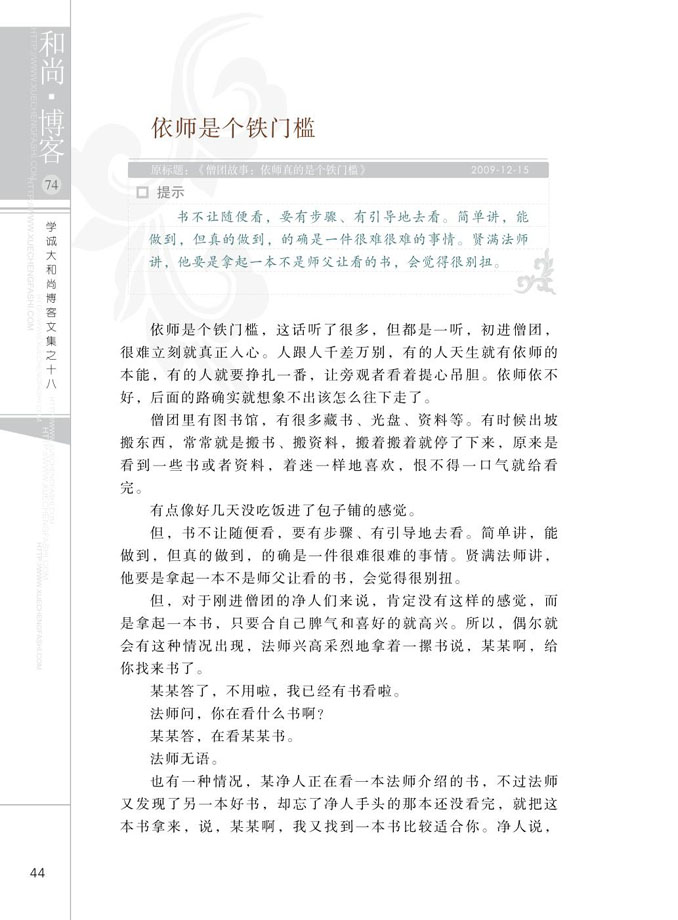 和尚·博客
74
学诚大和尚博客文集之十八
依师是个铁门槛
原标题：《僧团故事：依师真的是个铁门槛》 2009-12-15
提示
书不让随便看，要有步骤、有引导地去看。简单讲，能
做到，但真的做到，的确是一件很难很难的事情。贤满法师
讲，他要是拿起一本不是师父让看的书，会觉得很别扭。
依师是个铁门槛，这话听了很多，但都是一听，初进僧团，
很难立刻就真正入心。人跟人千差万别，有的人天生就有依师的
本能，有的人就要挣扎一番，让旁观者看着提心吊胆。依师依不
好，后面的路确实就想象不出该怎么往下走了。
僧团里有图书馆，有很多藏书、光盘、资料等。有时候出坡
搬东西，常常就是搬书、搬资料，搬着搬着就停了下来，原来是
看到一些书或者资料，着迷一样地喜欢，恨不得一口气就给看
完。
有点像好几天没吃饭进了包子铺的感觉。
但，书不让随便看，要有步骤、有引导地去看。简单讲，能
做到，但真的做到，的确是一件很难很难的事情。贤满法师讲，
他要是拿起一本不是师父让看的书，会觉得很别扭。
但，对于刚进僧团的净人们来说，肯定没有这样的感觉，而
是拿起一本书，只要合自己脾气和喜好的就高兴。所以，偶尔就
会有这种情况出现，法师兴高采烈地拿着一摞书说，某某啊，给
你找来书了。
某某答了，不用啦，我已经有书看啦。
法师问，你在看什么书啊？
某某答，在看某某书。
法师无语。
也有一种情况，某净人正在看一本法师介绍的书，不过法师
又发现了另一本好书，却忘了净人手头的那本还没看完，就把这
本书拿来，说，某某啊，我又找到一本书比较适合你。净人说，
44